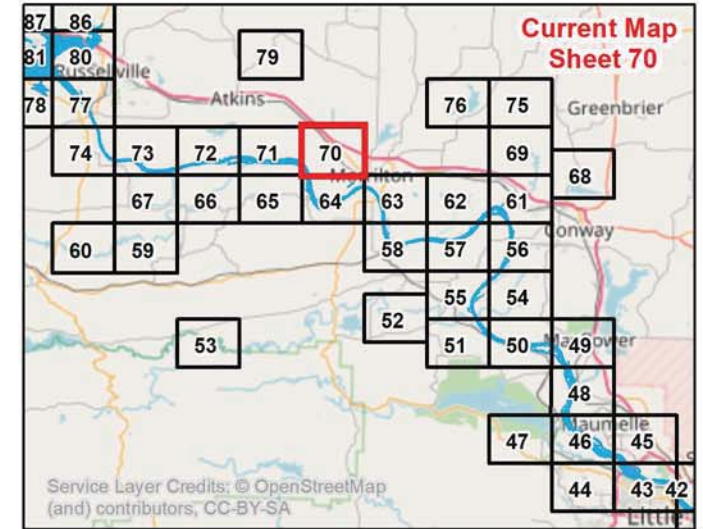 Current Map
Sheet 70
87 86
81 80 79
Russellville
78 77 Atkins 76 75 Greenbrier
74 73 72 71 70 69
68
67 66 65 64 63 62 61
Conway
60 59 58 57 56
55 54
52
53 51 50 49
48
Maumelle
47 46 45
44 43 42
Little
Service Layer Credits: © OpenStreetMap
(and) contributors, CC-BY-SA